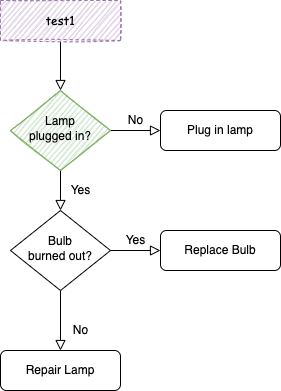 test1
Lamp
plugged in?
No
Plug in lamp
Yes
Bulb
burned out?
Yes
Replace Bulb
No
Repair Lamp